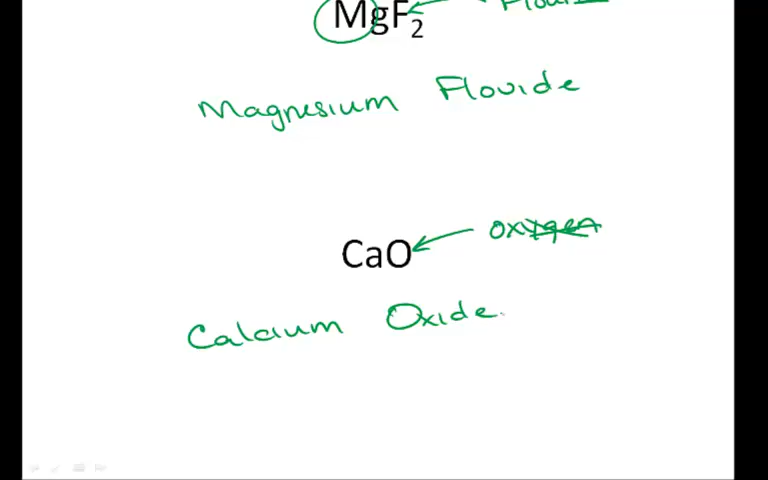 MgF₂
Magnesium Flouide
CaO
oxygen
Calcium Oxide